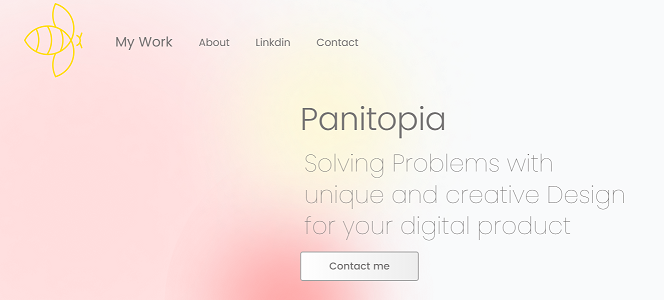 My Work About Linkdin Contact
Panitopia
Solving Problems with
unique and creative Design
for your digital product
Contact me